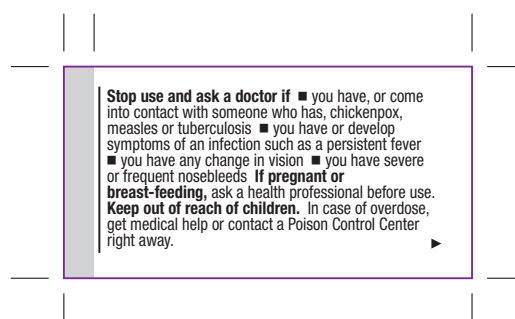 Stop use and ask a doctor if ■ you have, or come
into contact with someone who has, chickenpox,
measles or tuberculosis ■ you have or develop
symptoms of an infection such as a persistent fever
■ you have any change in vision ■ you have severe
or frequent nosebleeds If pregnant or
breast-feeding, ask a health professional before use.
Keep out of reach of children. In case of overdose,
get medical help or contact a Poison Control Center
right away. ►